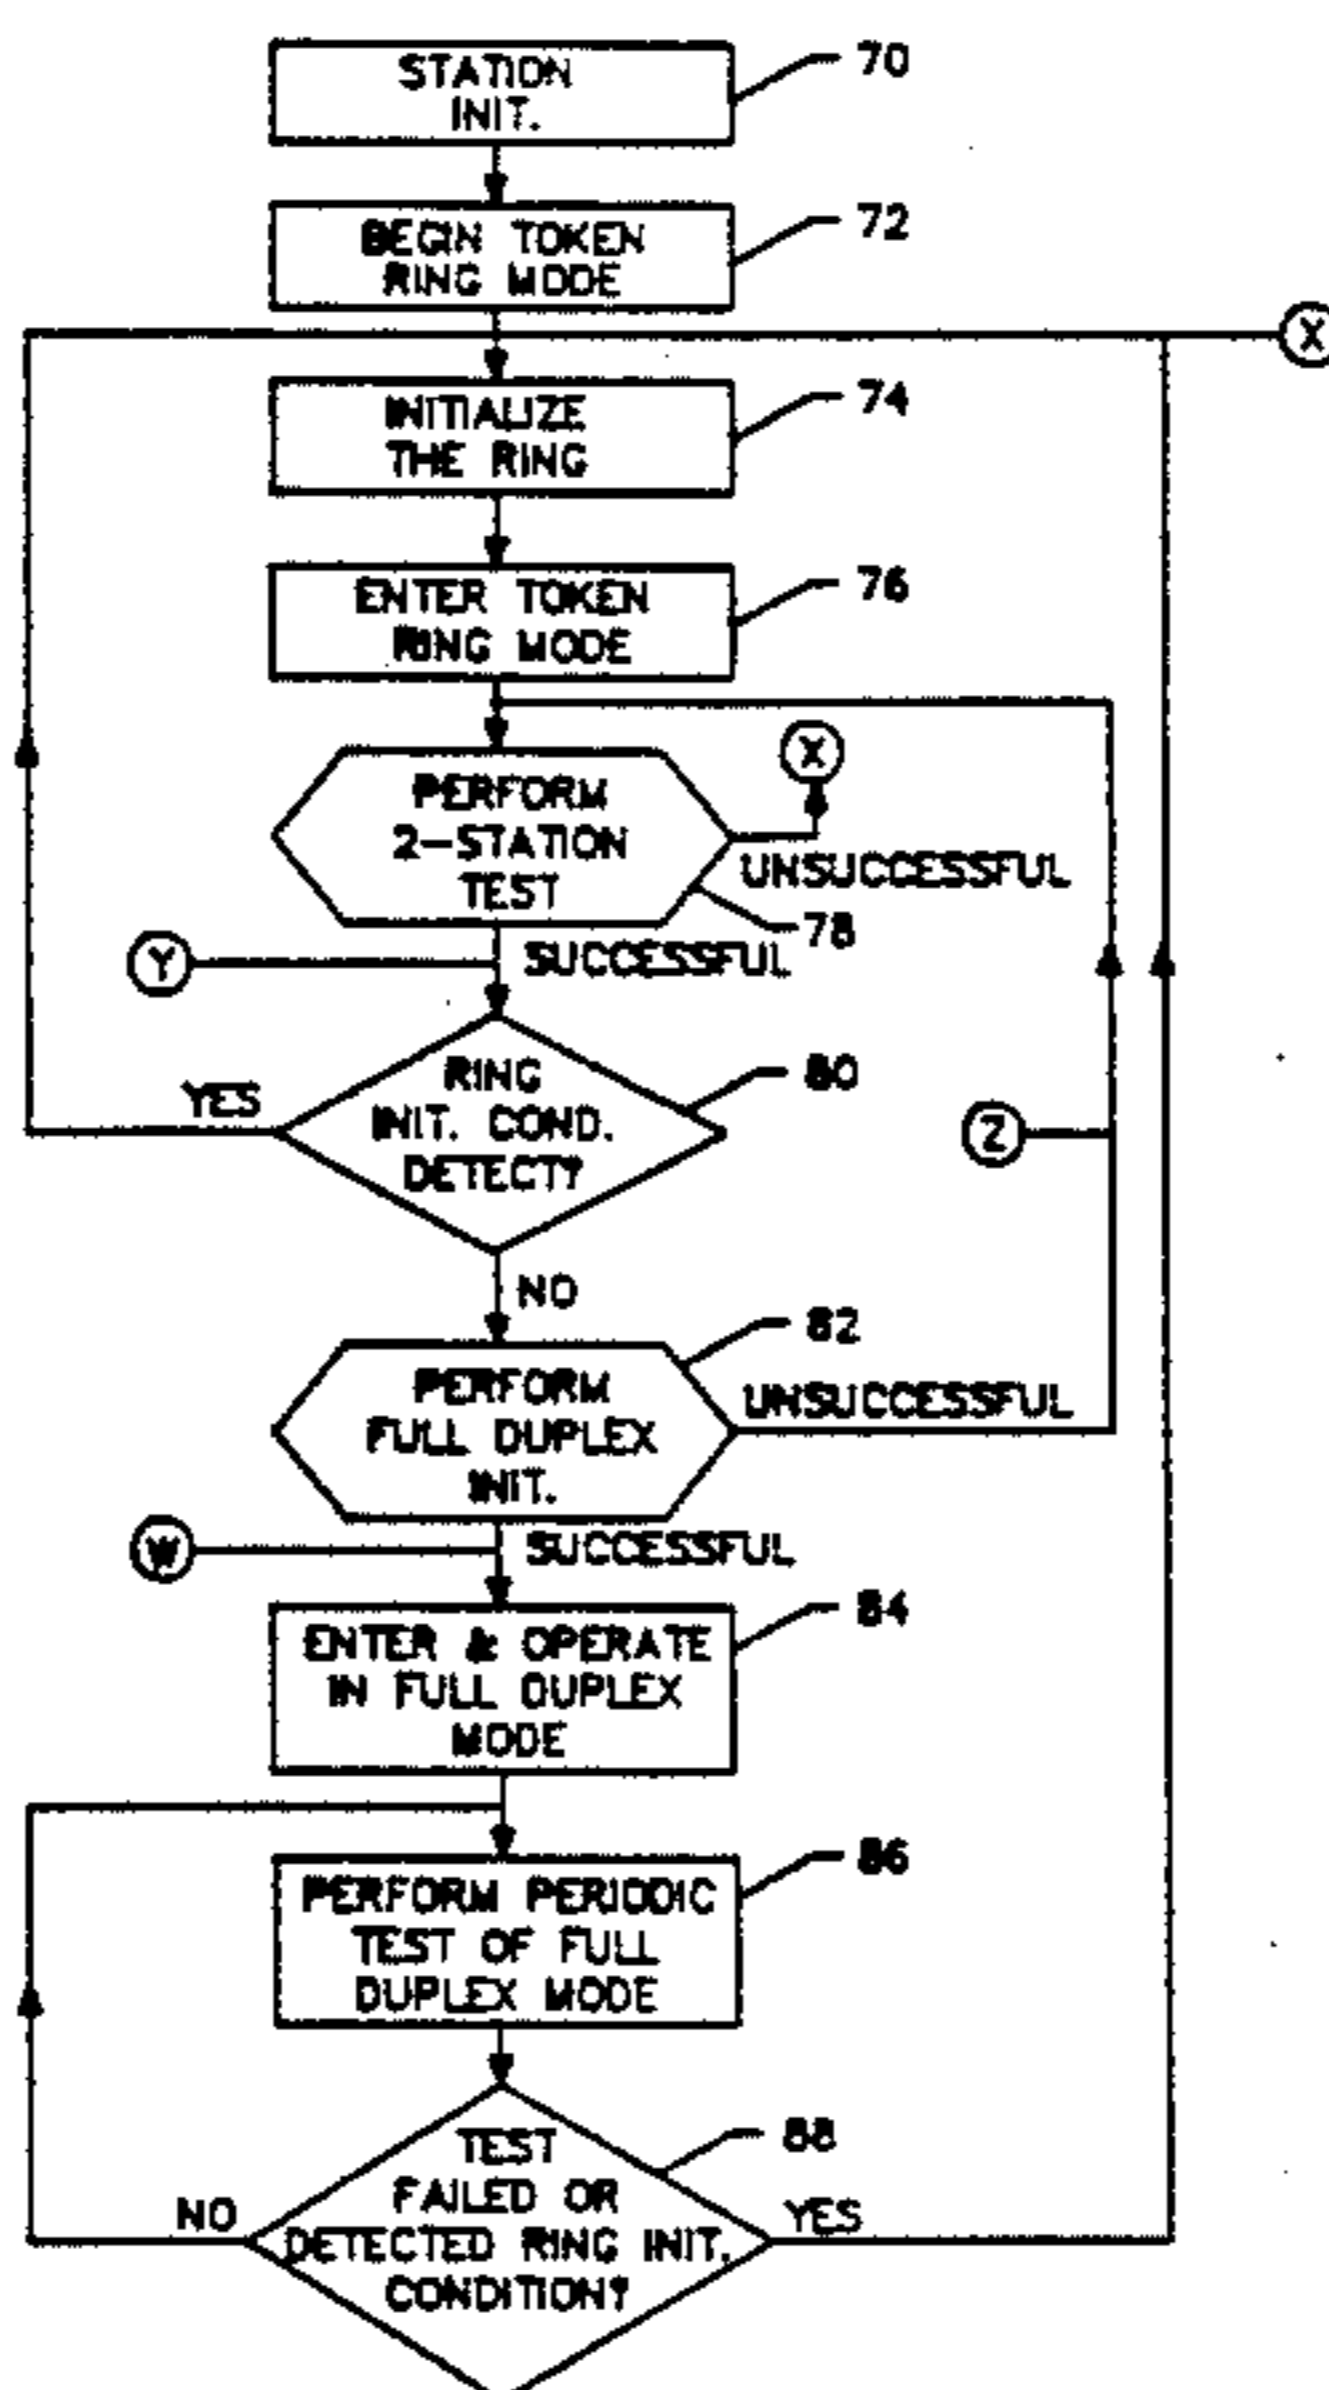 STATION
INIT.
70
BEGIN TOKEN
RING MODE
72
X
INITIALIZE
THE RING
74
ENTER TOKEN
RING MODE
76
X
PERFORM
2-STATION
TEST
UNSUCCESSFUL
78
Y
SUCCESSFUL
RING
INIT. COND.
DETECT?
80
YES
Z
NO
82
PERFORM
FULL DUPLEX
INIT.
UNSUCCESSFUL
W
SUCCESSFUL
84
ENTER & OPERATE
IN FULL DUPLEX
MODE
86
PERFORM PERIODIC
TEST OF FULL
DUPLEX MODE
88
TEST
FAILED OR
DETECTED RING INIT.
CONDITION?
NO
YES